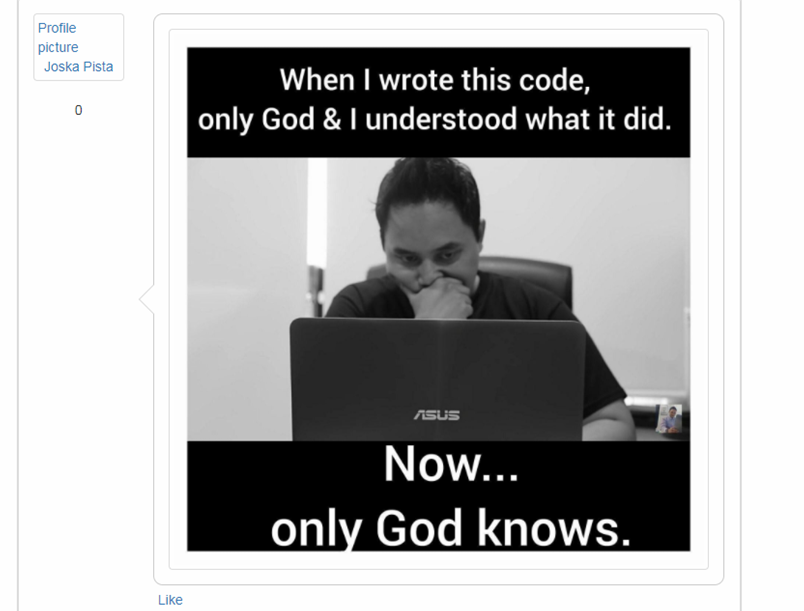 Profile
picture
Joska Pista
0
When I wrote this code,
only God & I understood what it did.
ASUS
Now...
only God knows.
Like